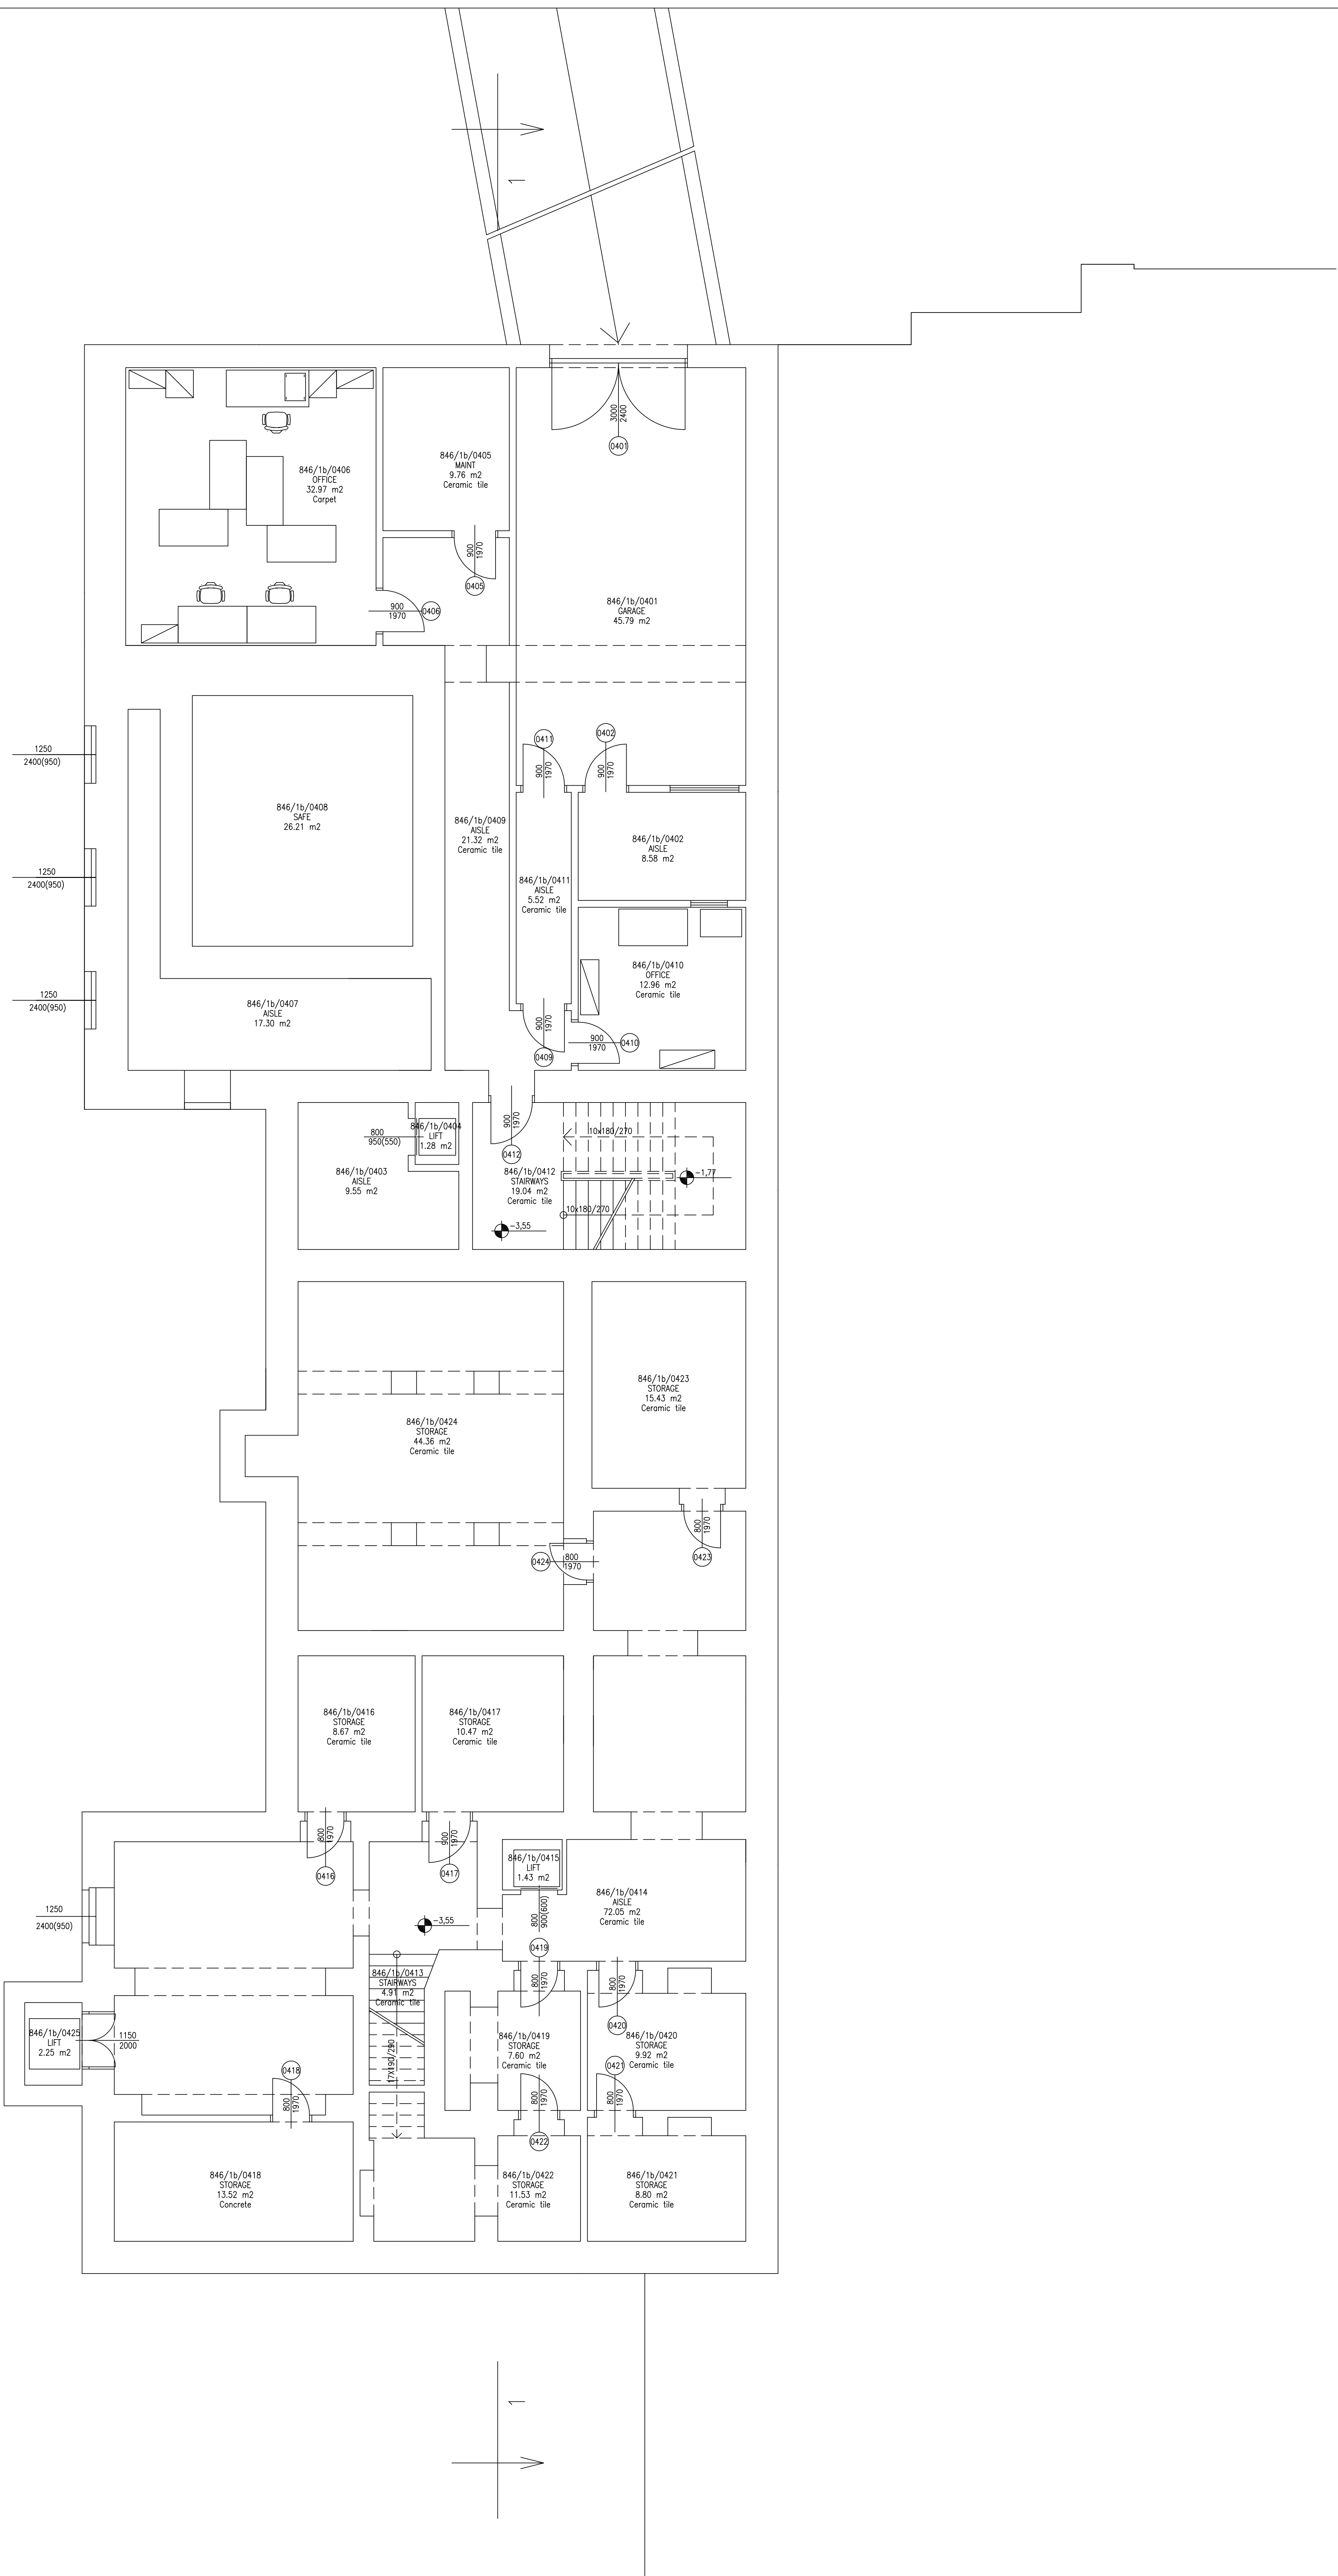 1
3000
2400
0401
846/1b/0405
MAINT
9.76 m2
Ceramic tile
846/1b/0406
OFFICE
32.97 m2
Carpet
900
1970
0405
900
1970
0406
846/1b/0401
GARAGE
45.79 m2
1250
2400(950)
0411
0402
900
1970
900
1970
846/1b/0408
SAFE
26.21 m2
846/1b/0409
AISLE
21.32 m2
Ceramic tile
846/1b/0402
AISLE
8.58 m2
1250
2400(950)
846/1b/0411
AISLE
5.52 m2
Ceramic tile
846/1b/0410
OFFICE
12.96 m2
Ceramic tile
1250
2400(950)
846/1b/0407
AISLE
17.30 m2
900
1970
0409
900
1970
0410
900
1970
0412
800
950(550)
846/1b/0404
LIFT
1.28 m2
10x180/270
846/1b/0403
AISLE
9.55 m2
846/1b/0412
STAIRWAYS
19.04 m2
Ceramic tile
-1,77
10x180/270
-3,55
846/1b/0423
STORAGE
15.43 m2
Ceramic tile
846/1b/0424
STORAGE
44.36 m2
Ceramic tile
800
1970
0423
0424
800
1970
846/1b/0416
STORAGE
8.67 m2
Ceramic tile
846/1b/0417
STORAGE
10.47 m2
Ceramic tile
800
1970
0416
900
1970
0417
846/1b/0415
LIFT
1.43 m2
846/1b/0414
AISLE
72.05 m2
Ceramic tile
1250
2400(950)
-3,55
800
900(600)
0419
846/1b/0413
STAIRWAYS
4.91 m2
Ceramic tile
800
1970
800
1970
0420
846/1b/0425
LIFT
2.25 m2
1150
2000
17X190/290
846/1b/0419
STORAGE
7.60 m2
Ceramic tile
846/1b/0420
STORAGE
9.92 m2
Ceramic tile
0418
800
1970
0421
800
1970
800
1970
0422
846/1b/0418
STORAGE
13.52 m2
Concrete
846/1b/0422
STORAGE
11.53 m2
Ceramic tile
846/1b/0421
STORAGE
8.80 m2
Ceramic tile
1